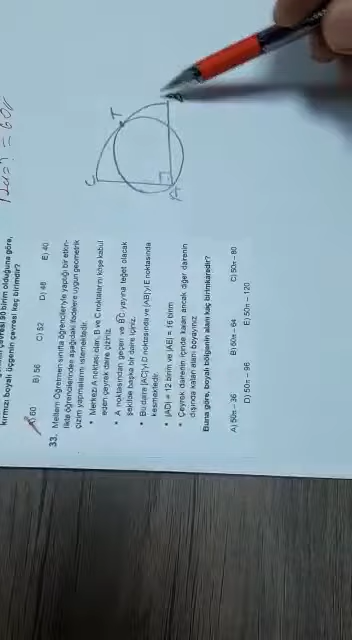 kırmızı boyalı üçgenin çevresi kaç birimdir?
A) 60 B) 56 C) 52 D) 48 E) 40
33. Meltem Öğretmen sınıfta öğrencileriyle yaptığı bir etkin-
likte öğrencilerinden aşağıdaki ifadelere uygun geometrik
çizim yapmalarını istemektedir.
• Merkezi A noktası olan, B ve C noktalarını köşe kabul
eden çeyrek daire çiziniz.
• A noktasından geçen ve BC yayına teğet olacak
şekilde başka bir daire çiziniz.
• Bu daire [AC]'yi D noktasında ve [AB]'yi E noktasında
kesmektedir.
• |AD| = 12 birim ve |AE| = 16 birim
• Çeyrek dairenin içinde kalan ancak diğer dairenin
dışında kalan alanı boyayınız.
Buna göre, boyalı bölgenin alanı kaç birimkaredir?
A) 50π – 36 B) 50π – 64 C) 50π – 80
D) 50π – 96 E) 50π – 120
C
T
A